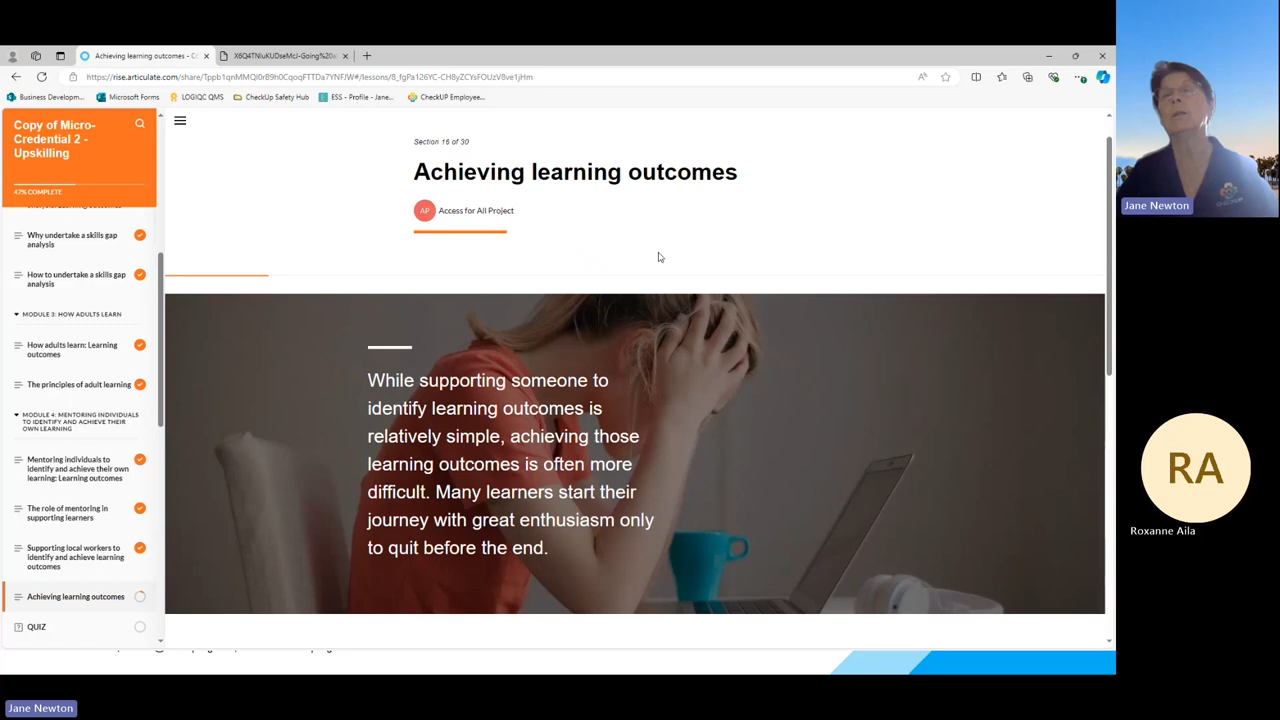 Achieving learning outcomes - C
X6Q4TNluKUDseMcJ-Going%20
https://rise.articulate.com/share/Tppb1qnMMQI0rB9h0CqoqFTTDa7YNFJW#/lessons/8_fgPa126YC-CH8yZCYsFOUzV8ve1jHm
Business Developm...
Microsoft Forms
LOGIQC QMS
CheckUp Safety Hub
ESS - Profile - Jane...
CheckUP Employee...
Copy of Micro-
Credential 2 -
Upskilling
47% COMPLETE
Why undertake a skills gap
analysis
How to undertake a skills gap
analysis
MODULE 3: HOW ADULTS LEARN
How adults learn: Learning
outcomes
The principles of adult learning
MODULE 4: MENTORING INDIVIDUALS
TO IDENTIFY AND ACHIEVE THEIR
OWN LEARNING
Mentoring individuals to
identify and achieve their own
learning: Learning outcomes
The role of mentoring in
supporting learners
Supporting local workers to
identify and achieve learning
outcomes
Achieving learning outcomes
QUIZ
Section 16 of 30
Achieving learning outcomes
AP
Access for All Project
While supporting someone to
identify learning outcomes is
relatively simple, achieving those
learning outcomes is often more
difficult. Many learners start their
journey with great enthusiasm only
to quit before the end.
Jane Newton
RA
Roxanne Aila
Jane Newton